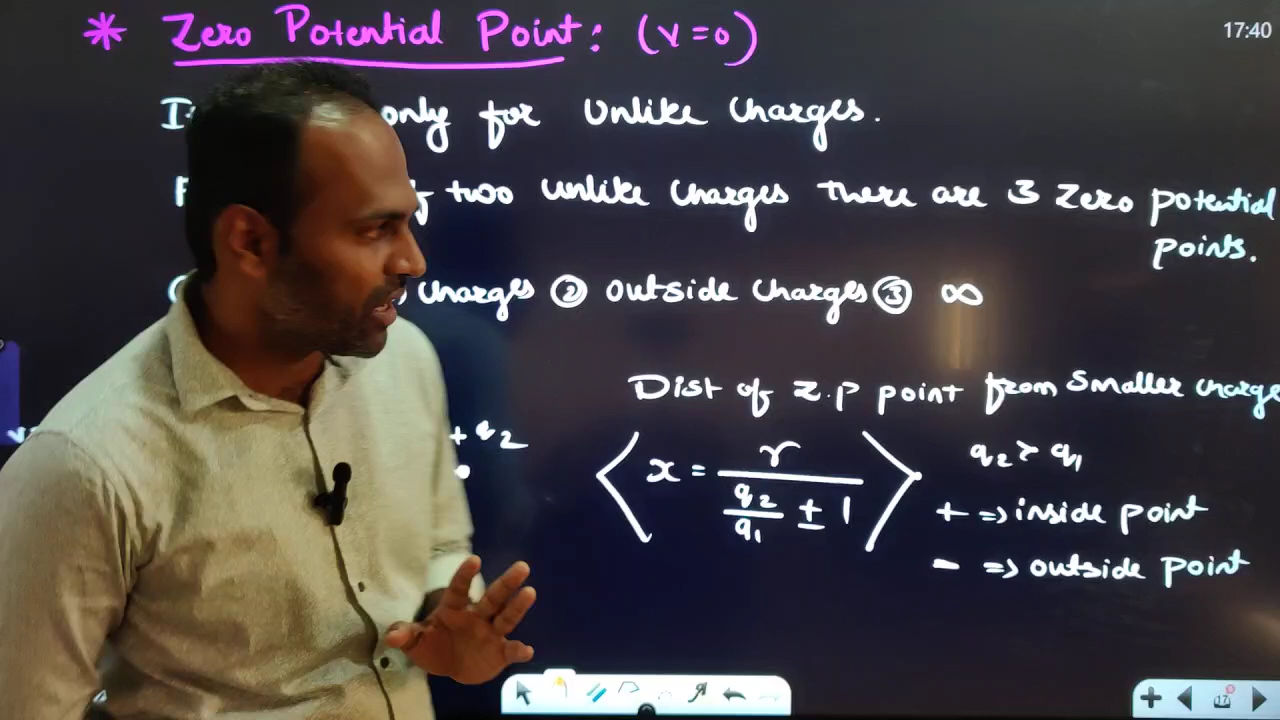 * Zero Potential Point: (v=0)
17:40
only for Unlike Charges.
two unlike charges there are 3 Zero potential
points.
charges ② outside charges ③ ∞
Dist of z.p point from smaller charge
+q2
x = r / (q2/q1 ± 1)
q2 > q1
+ => inside point
- => outside point
17